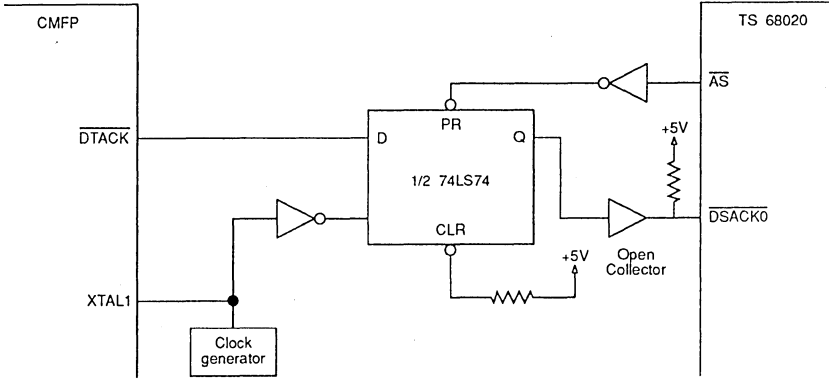 CMFP
TS 68020
AS
+5V
PR
DTACK
D
Q
1/2 74LS74
DSACK0
CLR
Open
Collector
+5V
XTAL1
Clock
generator